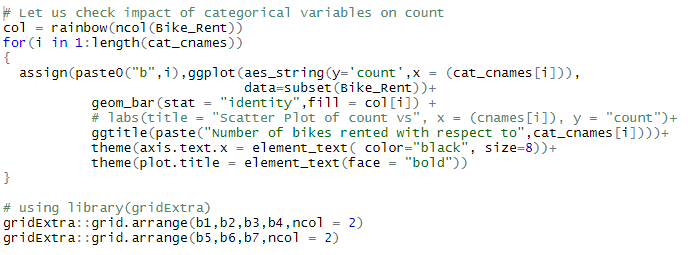 # Let us check impact of categorical variables on count
col = rainbow(ncol(Bike_Rent))
for(i in 1:length(cat_cnames))
{
  assign(paste0("b",i),ggplot(aes_string(y='count',x = (cat_cnames[i])),
                              data=subset(Bike_Rent))+
           geom_bar(stat = "identity",fill = col[i]) +
           # labs(title = "Scatter Plot of count vs", x = (cnames[i]), y = "count")+
           ggtitle(paste("Number of bikes rented with respect to",cat_cnames[i])))+
           theme(axis.text.x = element_text( color="black", size=8))+
           theme(plot.title = element_text(face = "bold"))
}

# using library(gridExtra)
gridExtra::grid.arrange(b1,b2,b3,b4,ncol = 2)
gridExtra::grid.arrange(b5,b6,b7,ncol = 2)